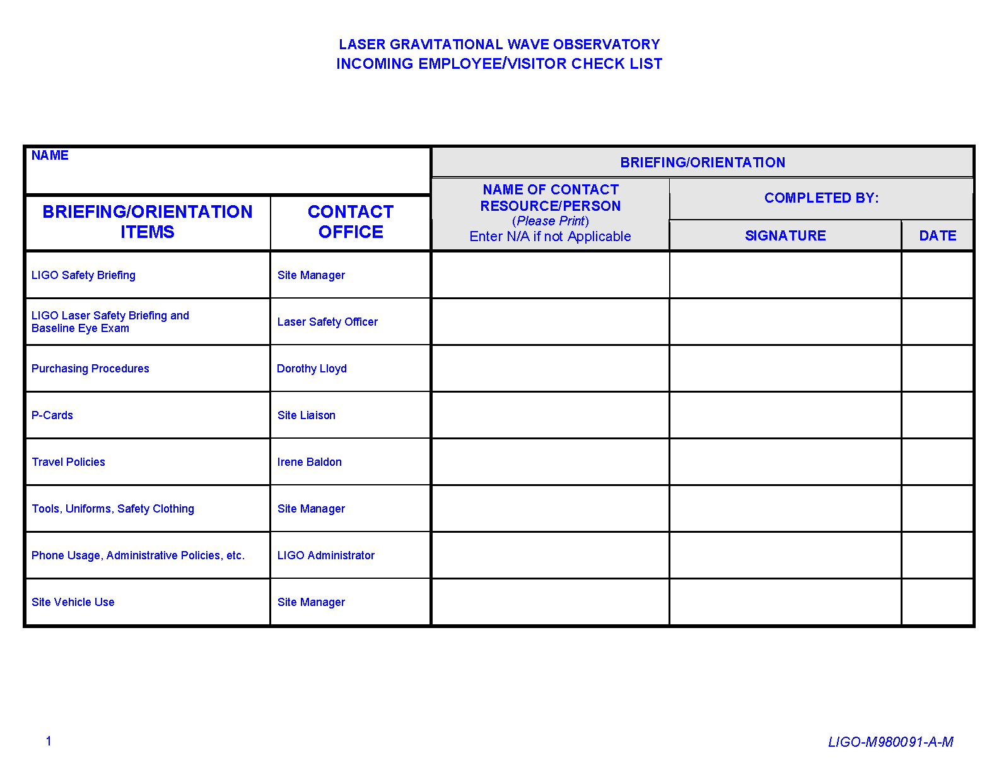 LASER GRAVITATIONAL WAVE OBSERVATORY
INCOMING EMPLOYEE/VISITOR CHECK LIST
NAME
BRIEFING/ORIENTATION
BRIEFING/ORIENTATION
ITEMS
CONTACT
OFFICE
NAME OF CONTACT
RESOURCE/PERSON
(Please Print)
Enter N/A if not Applicable
COMPLETED BY:
SIGNATURE
DATE
LIGO Safety Briefing
Site Manager
LIGO Laser Safety Briefing and
Baseline Eye Exam
Laser Safety Officer
Purchasing Procedures
Dorothy Lloyd
P-Cards
Site Liaison
Travel Policies
Irene Baldon
Tools, Uniforms, Safety Clothing
Site Manager
Phone Usage, Administrative Policies, etc.
LIGO Administrator
Site Vehicle Use
Site Manager
1
LIGO-M980091-A-M